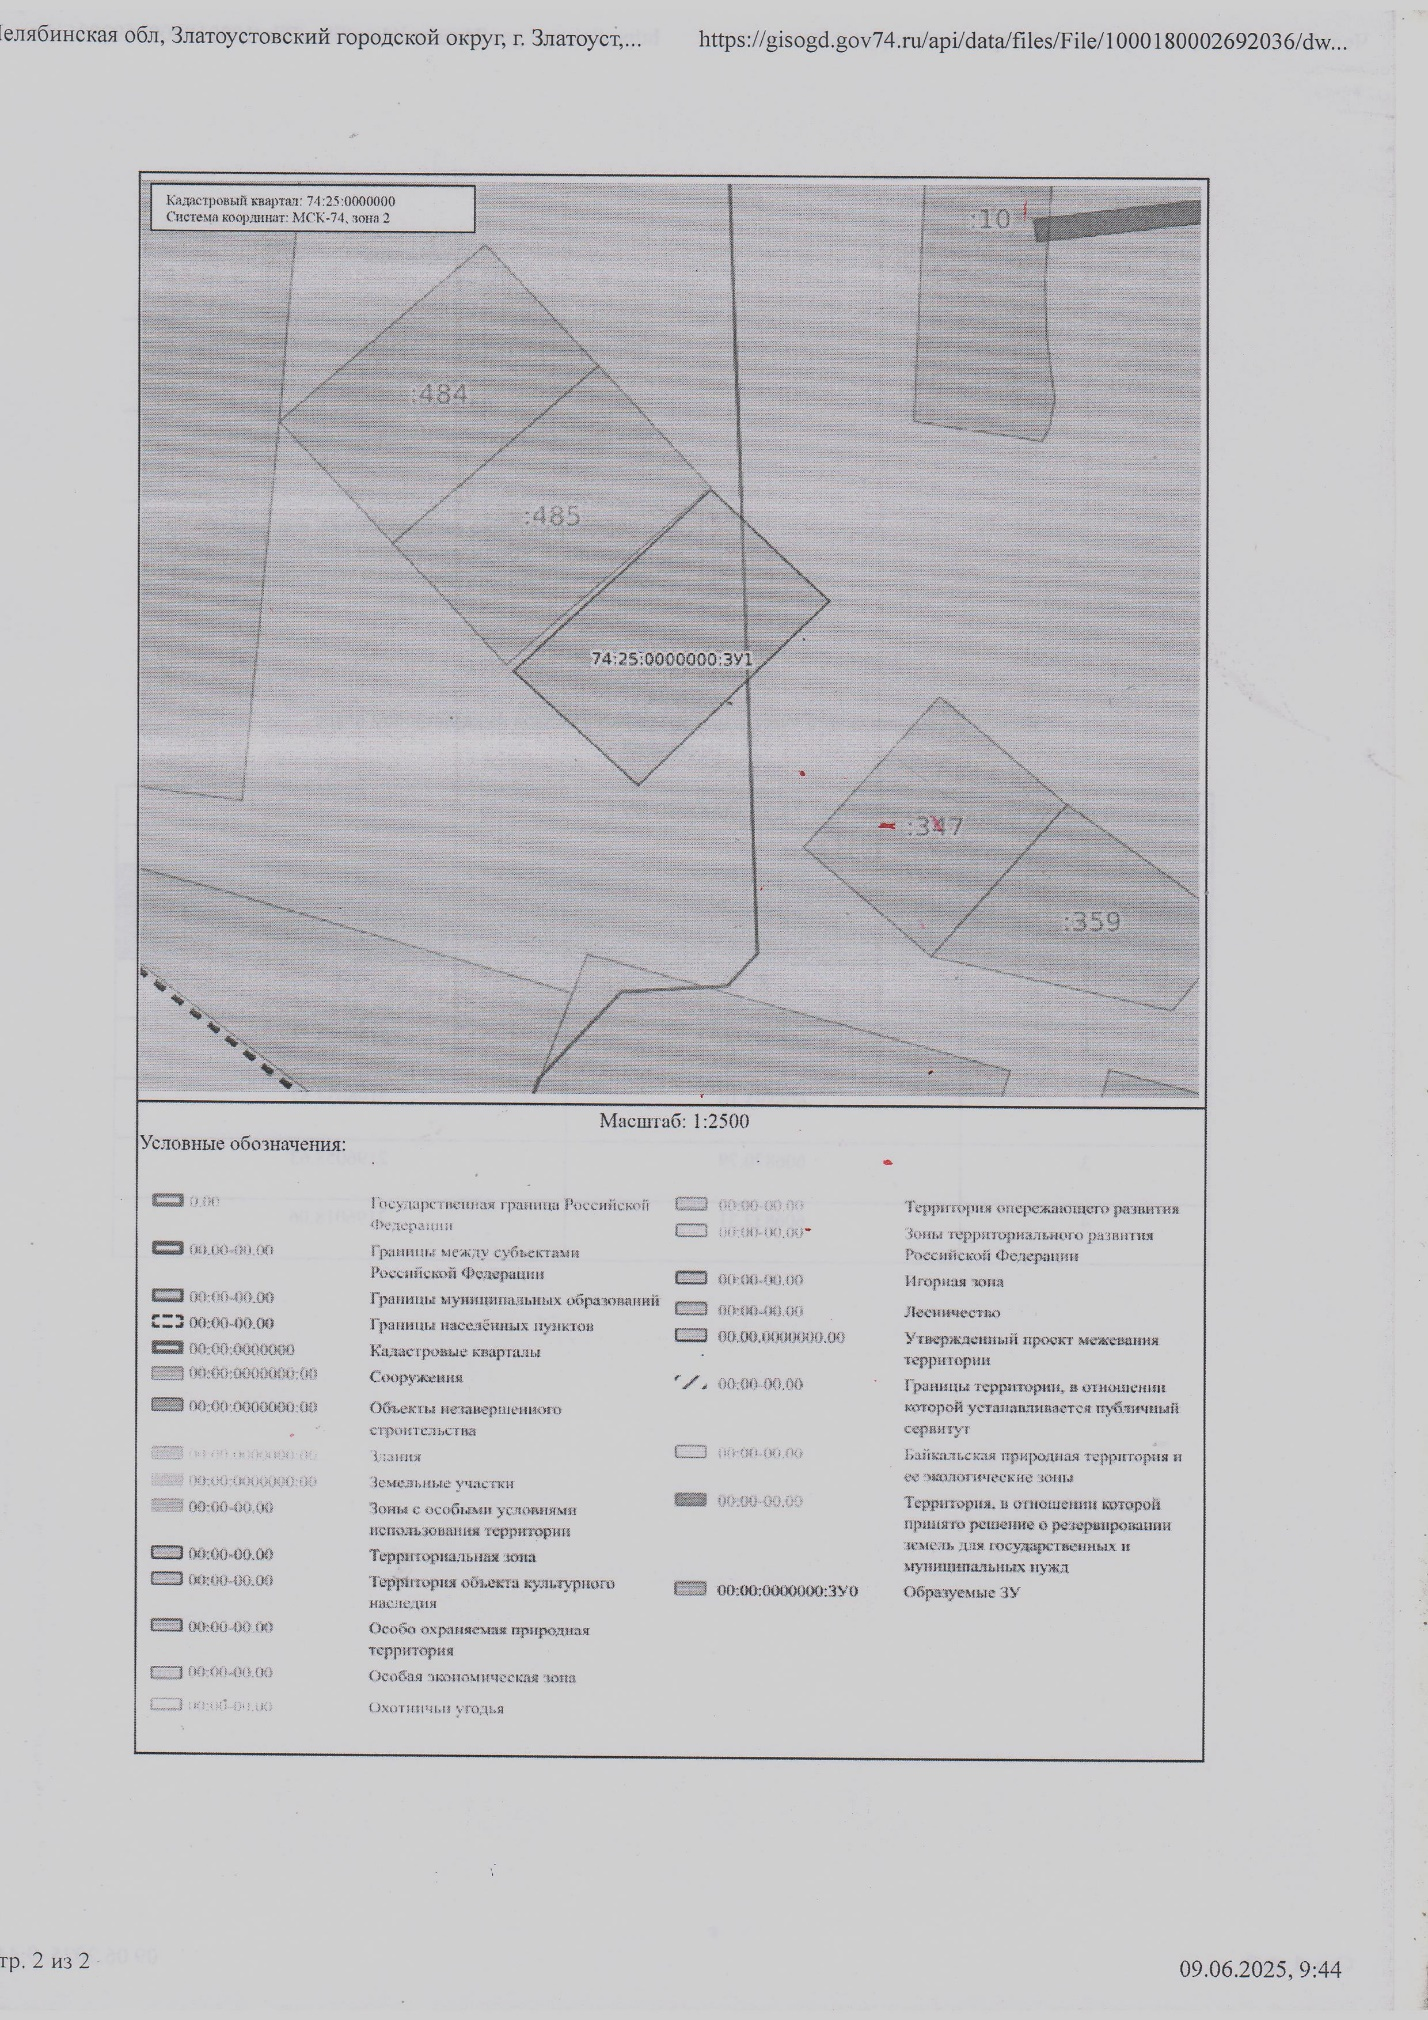 елябинская обл, Златоустовский городской округ, г. Златоуст,...
https://gisogd.gov74.ru/api/data/files/File/1000180002692036/dw...
Кадастровый квартал: 74:25:0000000
Система координат: МСК-74, зона 2
:10
:484
:485
74:25:0000000:ЗУ1
:347
:359
Масштаб: 1:2500
Условные обозначения:
0.00
Государственная граница Российской
Федерации
00.00-00.00
Границы между субъектами
Российской Федерации
00:00-00.00
Границы муниципальных образований
00:00-00.00
Границы населённых пунктов
00:00:0000000
Кадастровые кварталы
00:00:0000000:00
Сооружения
00:00:0000000:00
Объекты незавершенного
строительства
00:00:0000000:00
Здания
00:00:0000000:00
Земельные участки
00:00-00.00
Зоны с особыми условиями
использования территории
00:00-00.00
Территориальная зона
00:00-00.00
Территория объекта культурного
наследия
00:00-00.00
Особо охраняемая природная
территория
00:00-00.00
Особая экономическая зона
00:00-00.00
Охотничьи угодья
00:00-00.00
Территория опережающего развития
00:00-00.00
Зоны территориального развития
Российской Федерации
00:00-00.00
Игорная зона
00:00-00.00
Лесничество
00.00.0000000.00
Утвержденный проект межевания
территории
00:00-00.00
Границы территории, в отношении
которой устанавливается публичный
сервитут
00:00-00.00
Байкальская природная территория и
ее экологические зоны
00:00-00.00
Территория, в отношении которой
принято решение о резервировании
земель для государственных и
муниципальных нужд
00:00:0000000:ЗУ0
Образуемые ЗУ
тр. 2 из 2
09.06.2025, 9:44